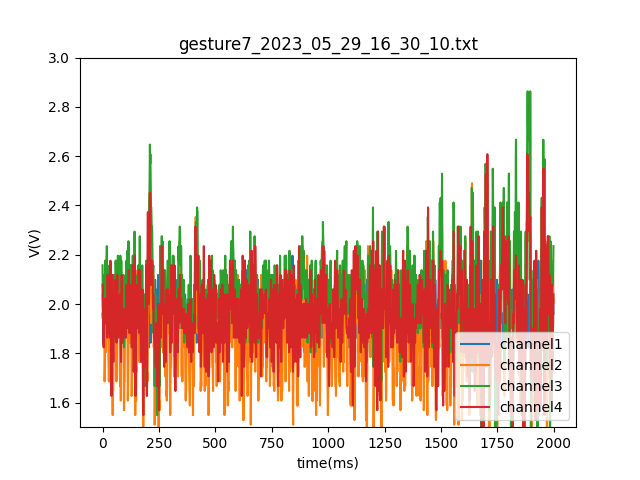 gesture7_2023_05_29_16_30_10.txt
3.0
2.8
2.6
2.4
2.2
2.0
1.8
1.6
V(V)
channel1
channel2
channel3
channel4
0 250 500 750 1000 1250 1500 1750 2000
time(ms)